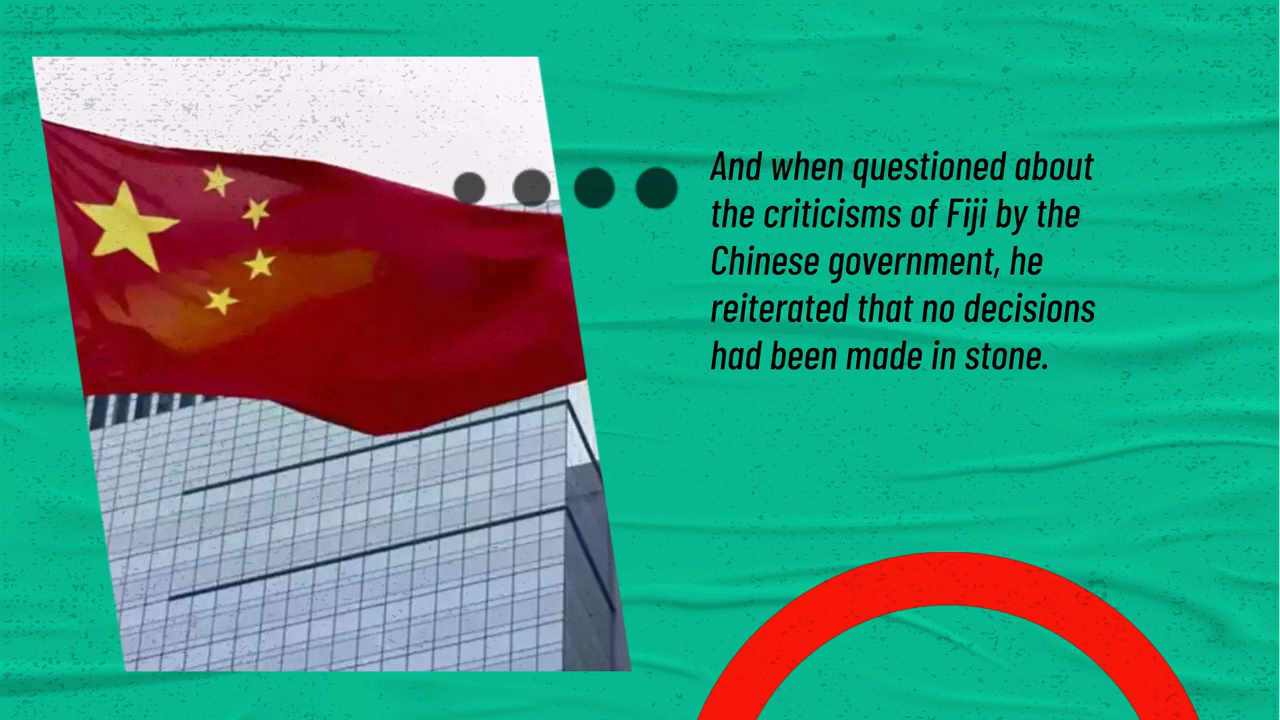 And when questioned about
the criticisms of Fiji by the
Chinese government, he
reiterated that no decisions
had been made in stone.